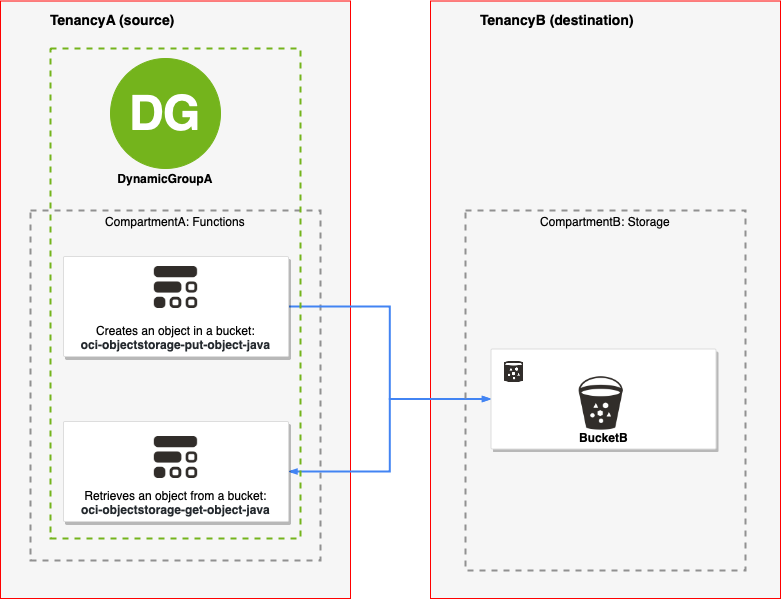 TenancyA (source)
DG
DynamicGroupA
CompartmentA: Functions
Creates an object in a bucket:
oci-objectstorage-put-object-java
Retrieves an object from a bucket:
oci-objectstorage-get-object-java
TenancyB (destination)
CompartmentB: Storage
BucketB